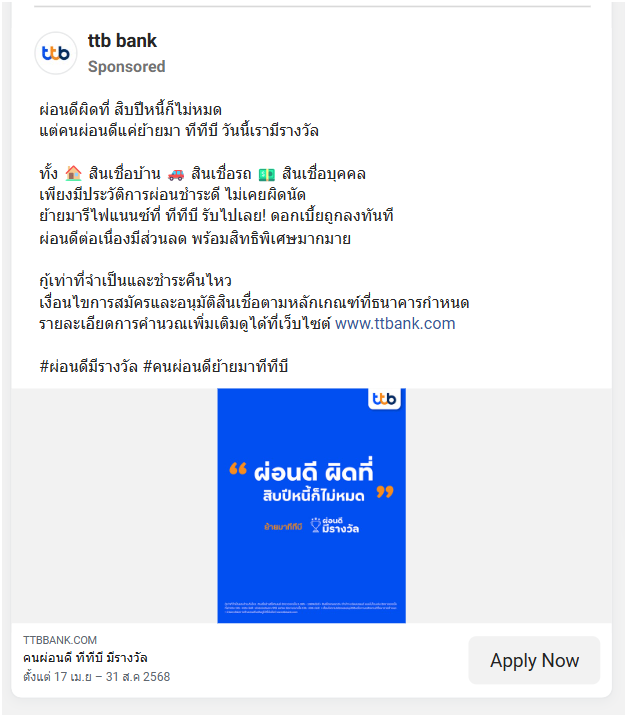 ttb
ttb bank
Sponsored
ผ่อนดีผิดที่ สิบปีหนี้ก็ไม่หมด
แต่คนผ่อนดีแค่ย้ายมา ทีทีบี วันนี้เรามีรางวัล
ทั้ง 🏠 สินเชื่อบ้าน 🚗 สินเชื่อรถ 💵 สินเชื่อบุคคล
เพียงมีประวัติการผ่อนชำระดี ไม่เคยผิดนัด
ย้ายมารีไฟแนนซ์ที่ ทีทีบี รับไปเลย! ดอกเบี้ยถูกลงทันที
ผ่อนดีต่อเนื่องมีส่วนลด พร้อมสิทธิพิเศษมากมาย
กู้เท่าที่จำเป็นและชำระคืนไหว
เงื่อนไขการสมัครและอนุมัติสินเชื่อตามหลักเกณฑ์ที่ธนาคารกำหนด
รายละเอียดการคำนวณเพิ่มเติมดูได้ที่เว็บไซต์ www.ttbank.com
#ผ่อนดีมีรางวัล #คนผ่อนดีย้ายมาทีทีบี
ttb
“ ผ่อนดี ผิดที่
สิบปีหนี้ก็ไม่หมด ”
ย้ายมาทีทีบี
ผ่อนดี
มีรางวัล
TTBBANK.COM
คนผ่อนดี ทีทีบี มีรางวัล
ตั้งแต่ 17 เม.ย – 31 ส.ค 2568
Apply Now